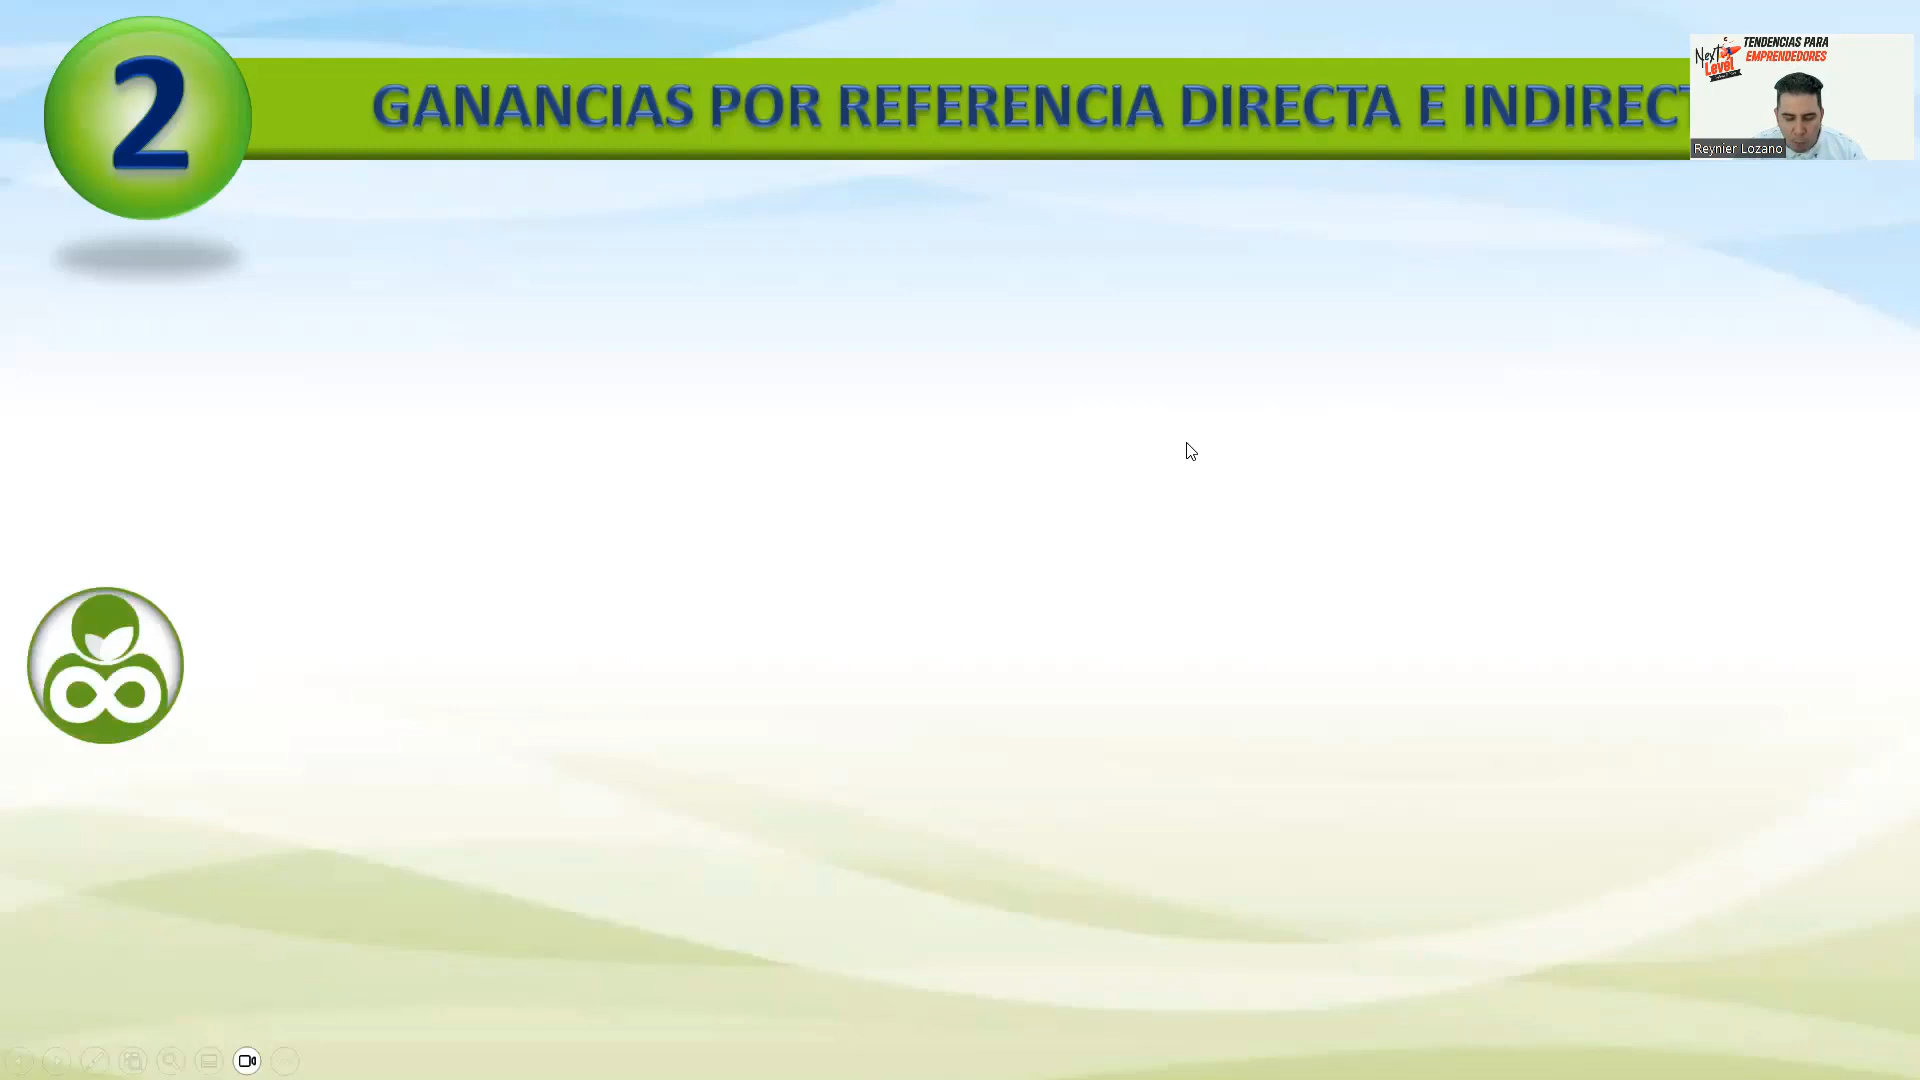 2
GANANCIAS POR REFERENCIA DIRECTA E INDIRECT
Next Level
TENDENCIAS PARA
EMPRENDEDORES
Reynier Lozano